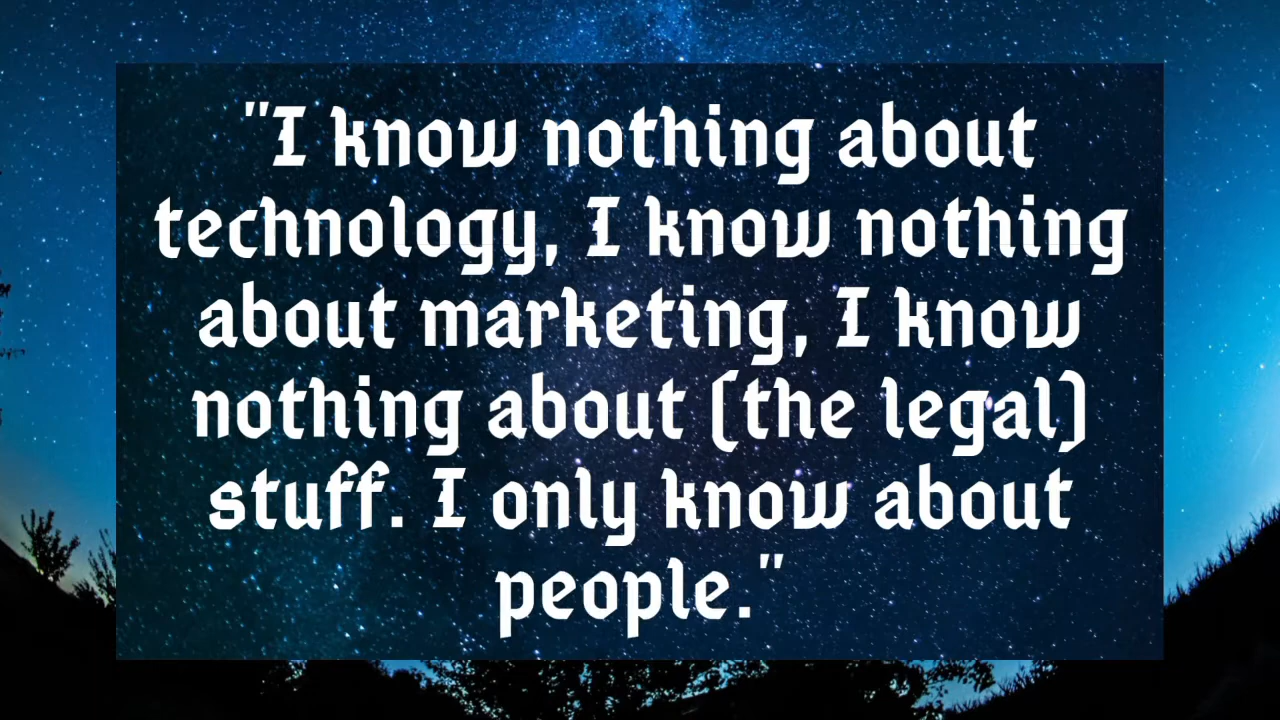 "I know nothing about
technology, I know nothing
about marketing, I know
nothing about (the legal)
stuff. I only know about
people."